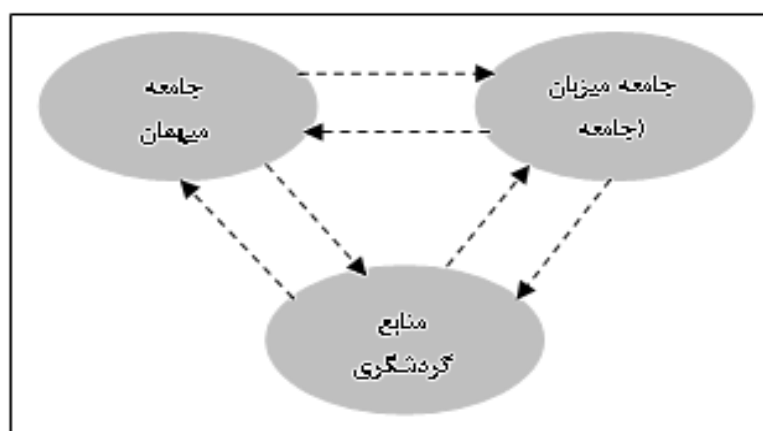 جامعه میزبان
(جامعه
جامعه
میهمان
منابع
گردشگری